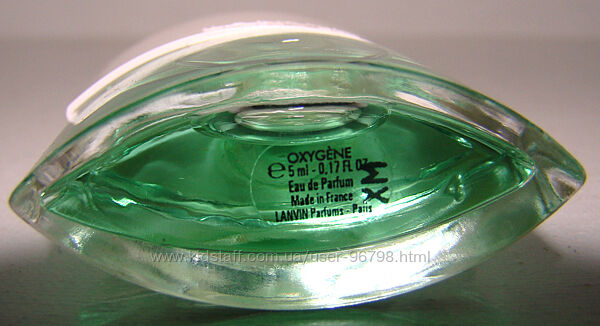 OXYGÈNE
e 5 ml - 0.17 FL OZ
Eau de Parfum
Made in France
LANVIN Parfums - Paris
XM
www.kidstaff.com.ua/user-96798.html